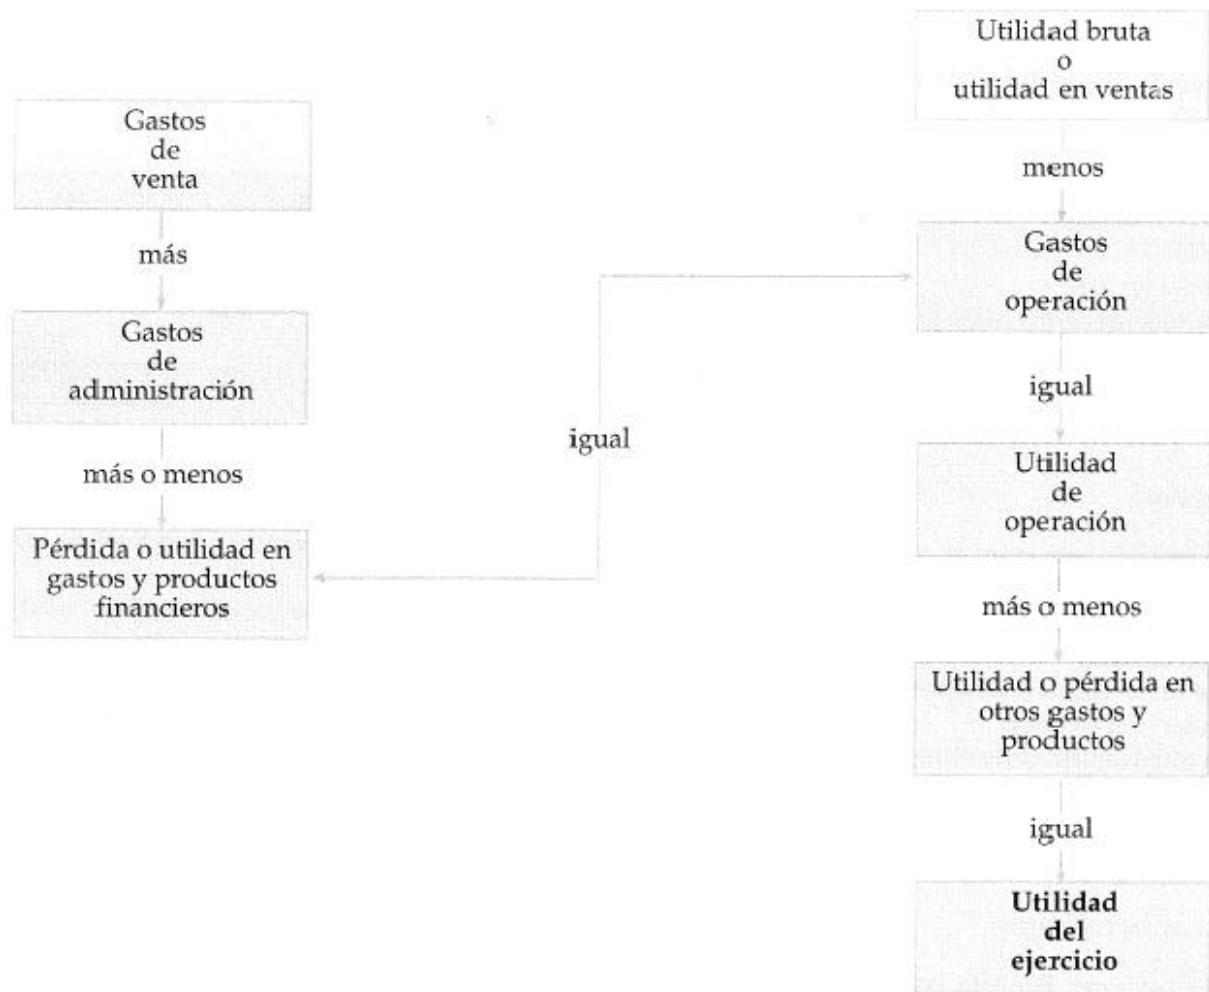 Gastos
de
venta
más
Gastos
de
administración
más o menos
Pérdida o utilidad en
gastos y productos
financieros
igual
Utilidad bruta
o
utilidad en ventas
menos
Gastos
de
operación
igual
Utilidad
de
operación
más o menos
Utilidad o pérdida en
otros gastos y
productos
igual
Utilidad
del
ejercicio